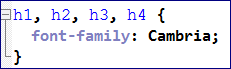 h1, h2, h3, h4 {
  font-family: Cambria;
}